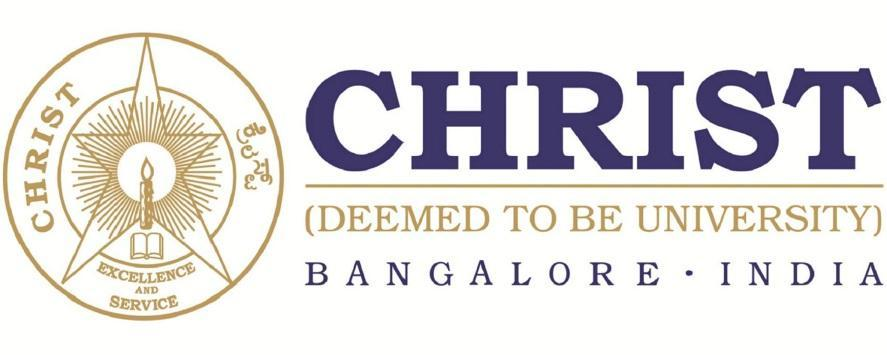 CHRIST
ಕ್ರೈಸ್ಟ್
EXCELLENCE
AND
SERVICE
CHRIST
(DEEMED TO BE UNIVERSITY)
BANGALORE · INDIA